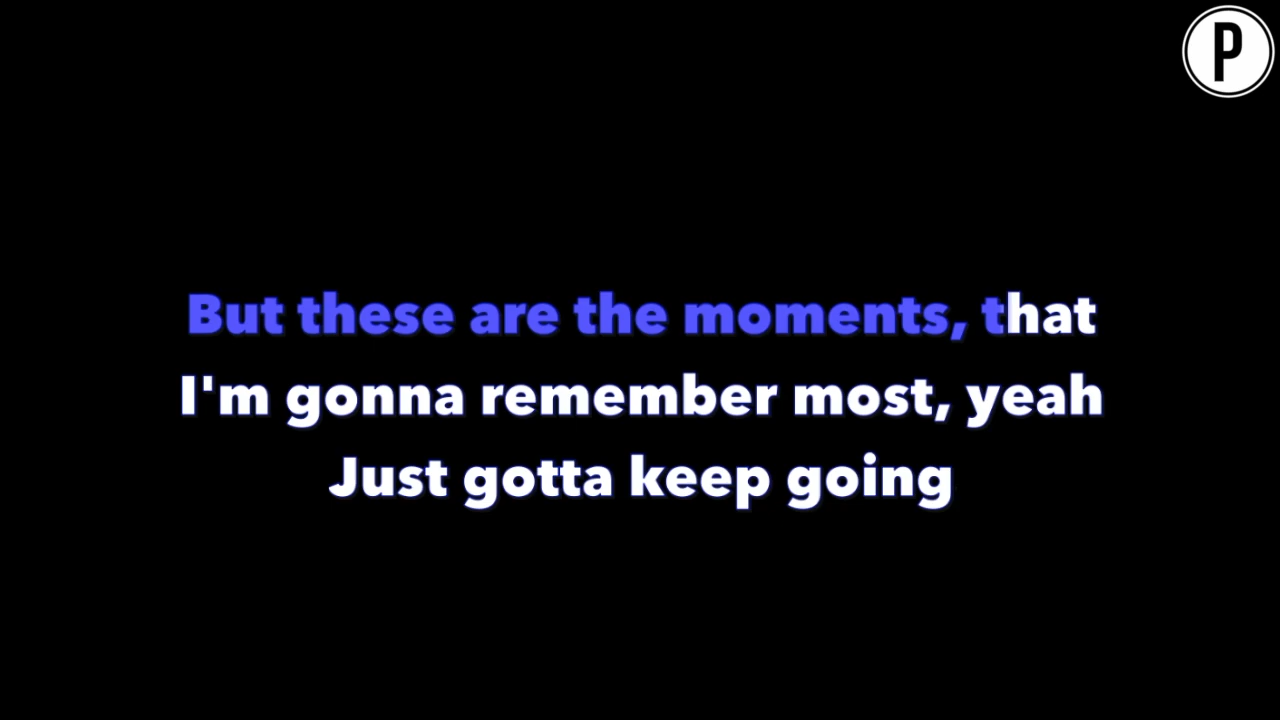 P
But these are the moments, that
I'm gonna remember most, yeah
Just gotta keep going